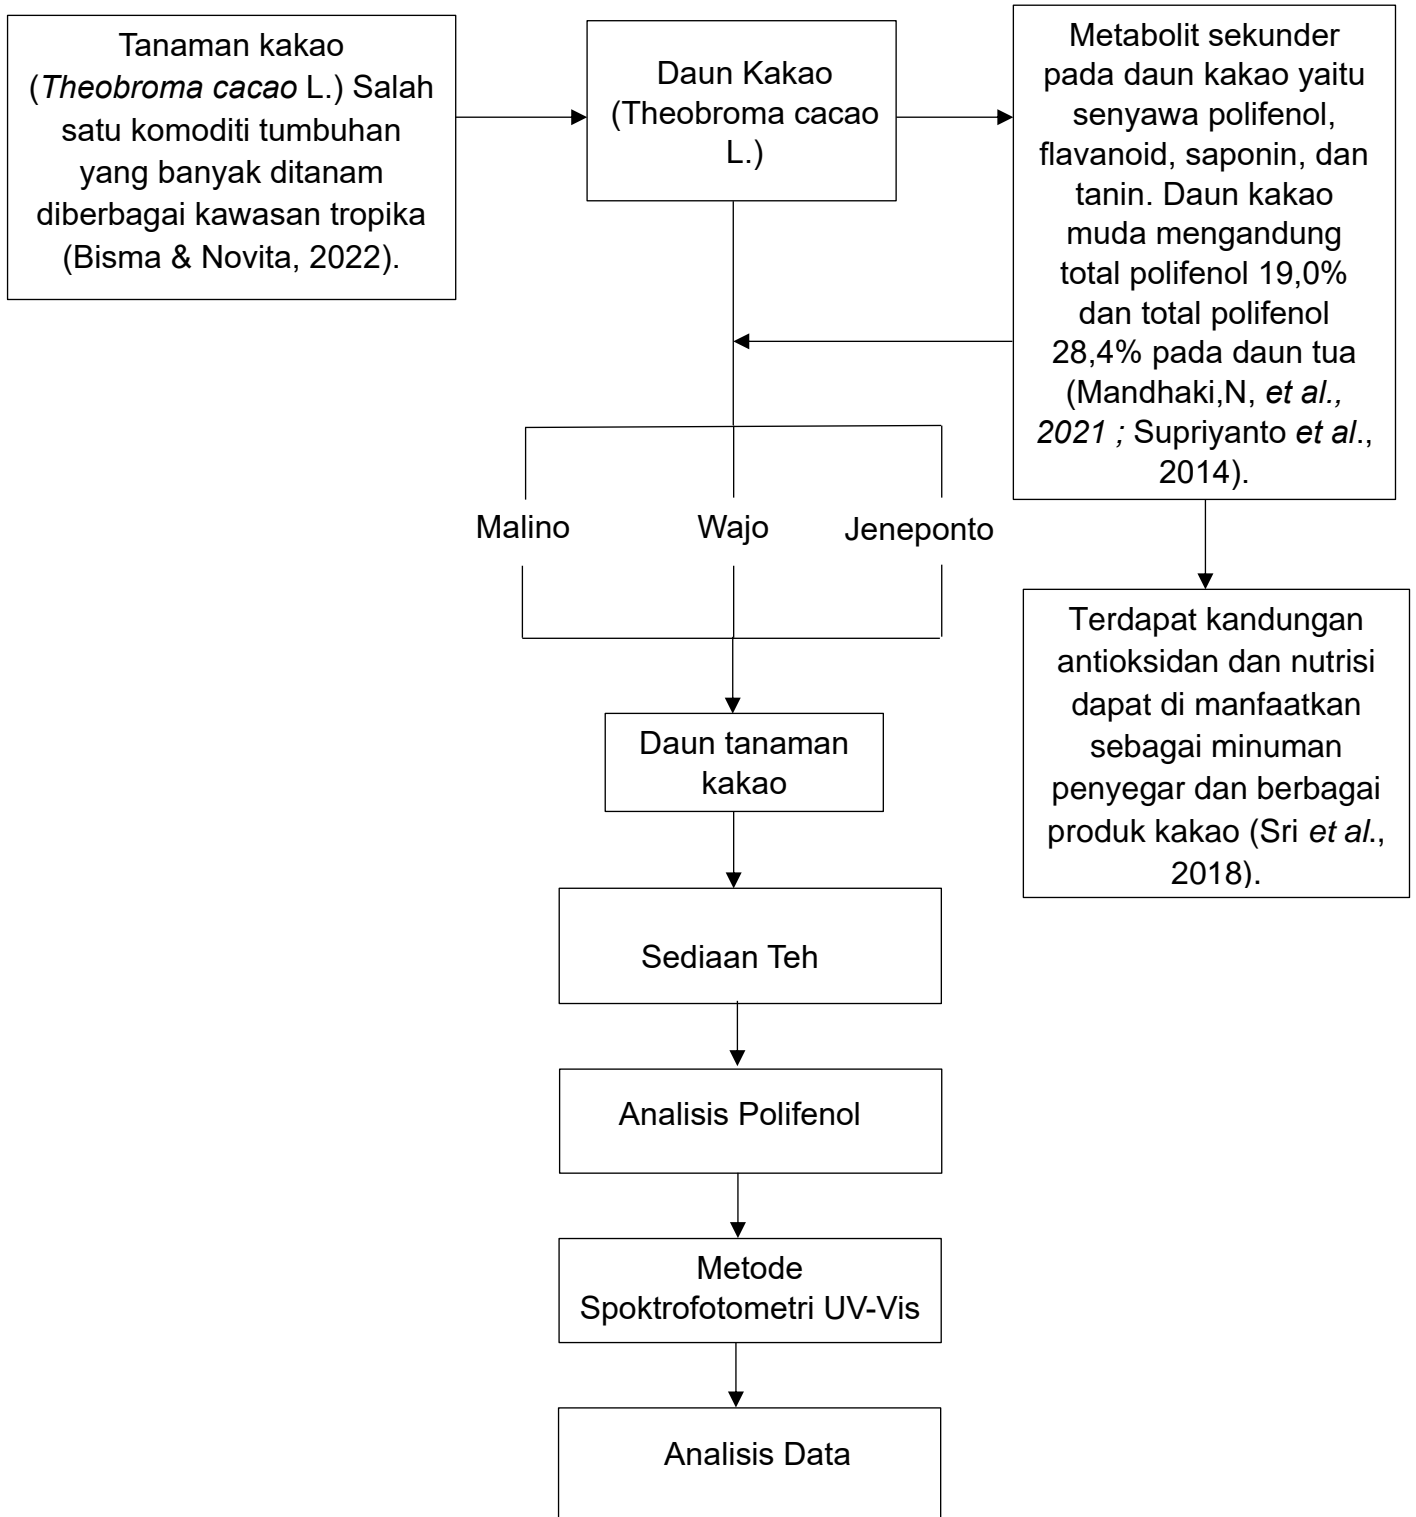 Tanaman kakao
(Theobroma cacao L.) Salah
satu komoditi tumbuhan
yang banyak ditanam
diberbagai kawasan tropika
(Bisma & Novita, 2022).
Daun Kakao
(Theobroma cacao
L.)
Metabolit sekunder
pada daun kakao yaitu
senyawa polifenol,
flavanoid, saponin, dan
tanin. Daun kakao
muda mengandung
total polifenol 19,0%
dan total polifenol
28,4% pada daun tua
(Mandhaki,N, et al.,
2021 ; Supriyanto et al.,
2014).
Malino
Wajo
Jeneponto
Terdapat kandungan
antioksidan dan nutrisi
dapat di manfaatkan
sebagai minuman
penyegar dan berbagai
produk kakao (Sri et al.,
2018).
Daun tanaman
kakao
Sediaan Teh
Analisis Polifenol
Metode
Spoktrofotometri UV-Vis
Analisis Data